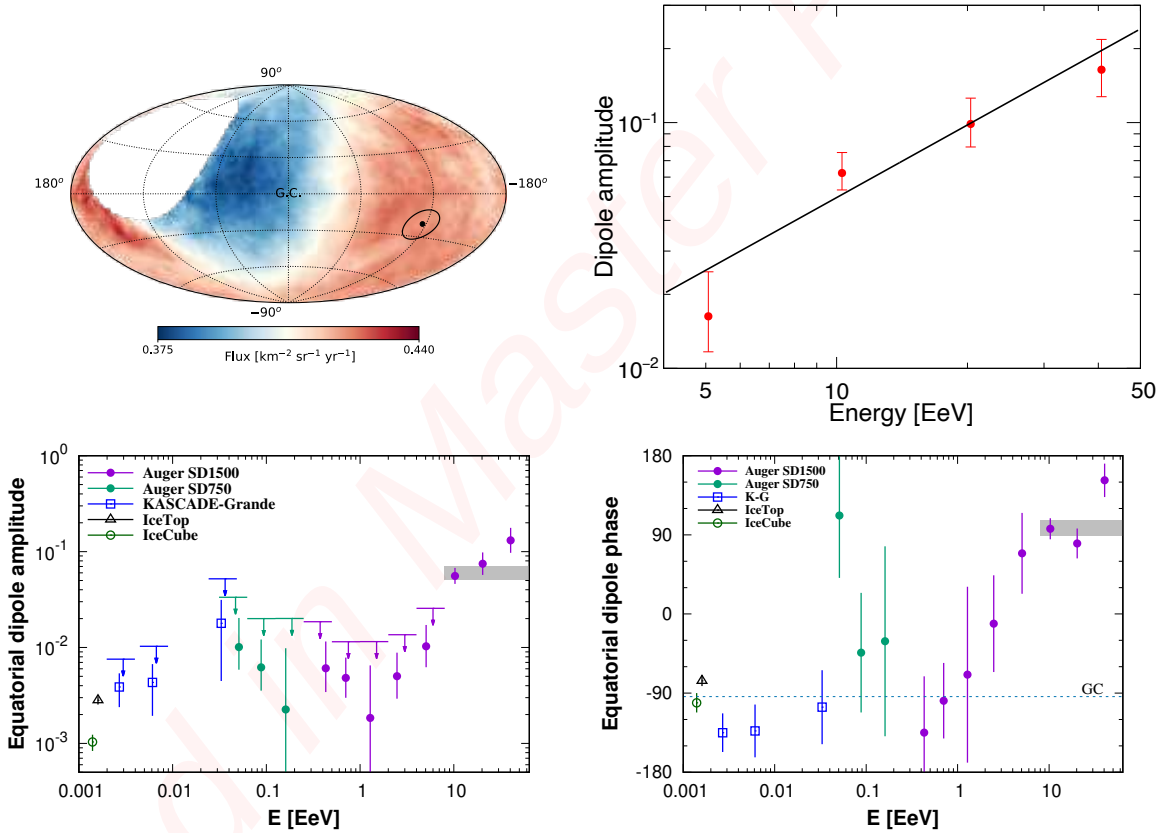 90°
180°
G.C.
−180°
−90°
0.375
0.440
Flux [km⁻² sr⁻¹ yr⁻¹]
Dipole amplitude
10⁻¹
10⁻²
5
10
50
Energy [EeV]
Equatorial dipole amplitude
10⁰
10⁻¹
10⁻²
10⁻³
Auger SD1500
Auger SD750
KASCADE-Grande
IceTop
IceCube
0.001
0.01
0.1
1
10
E [EeV]
Equatorial dipole phase
180
90
0
-90
-180
Auger SD1500
Auger SD750
K-G
IceTop
IceCube
GC
0.001
0.01
0.1
1
10
E [EeV]
d in Master